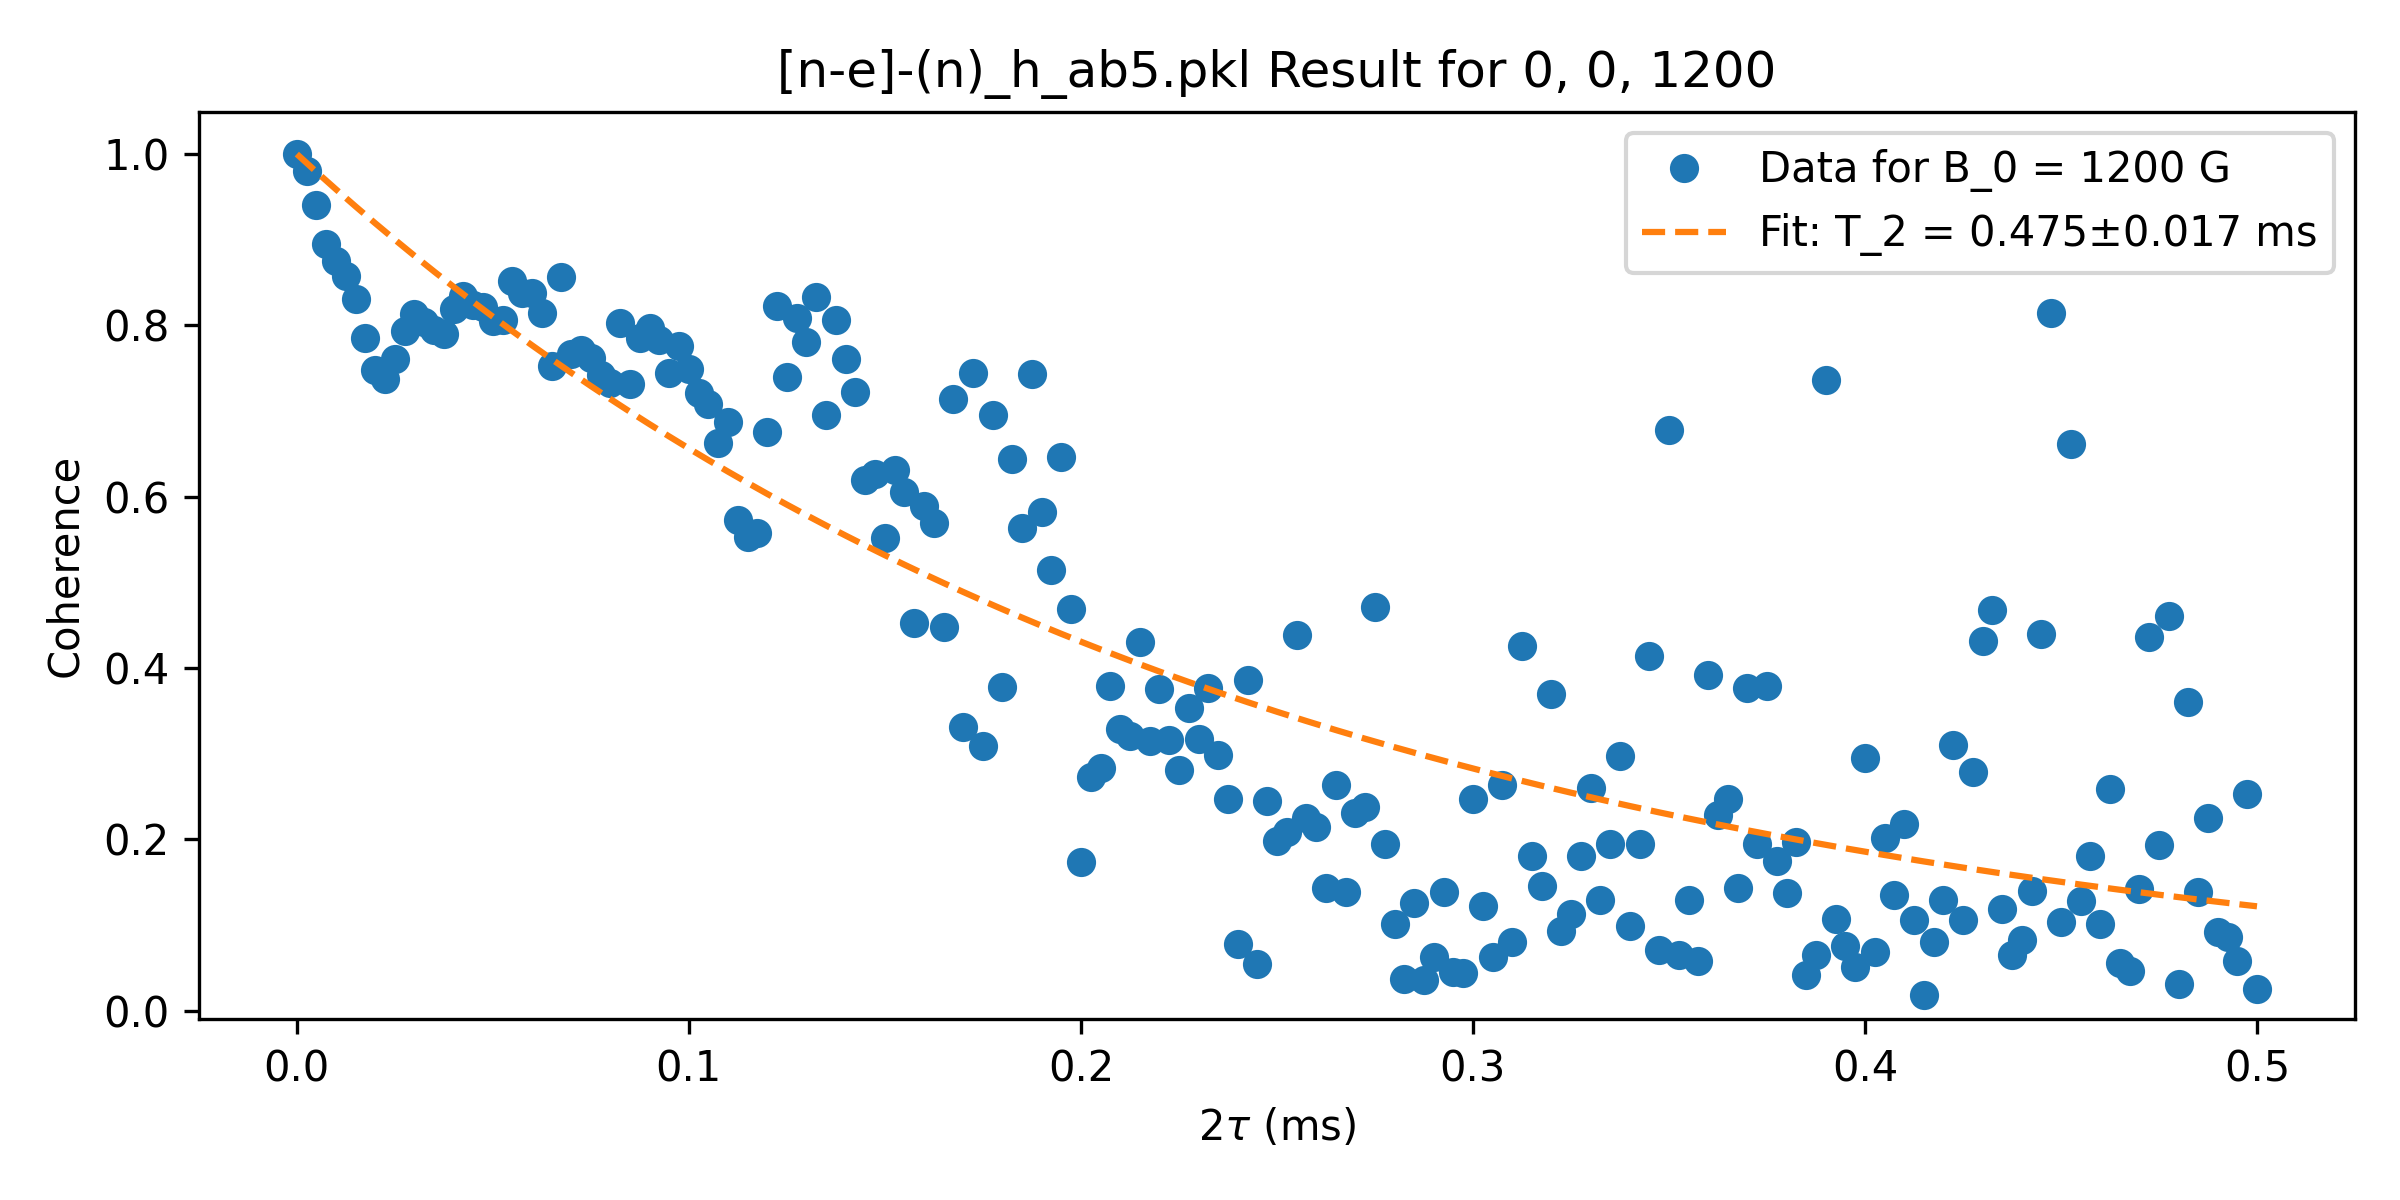 [n-e]-(n)_h_ab5.pkl Result for 0, 0, 1200
Data for B_0 = 1200 G
Fit: T_2 = 0.475±0.017 ms
Coherence
1.0
0.8
0.6
0.4
0.2
0.0
0.0 0.1 0.2 0.3 0.4 0.5
2τ (ms)